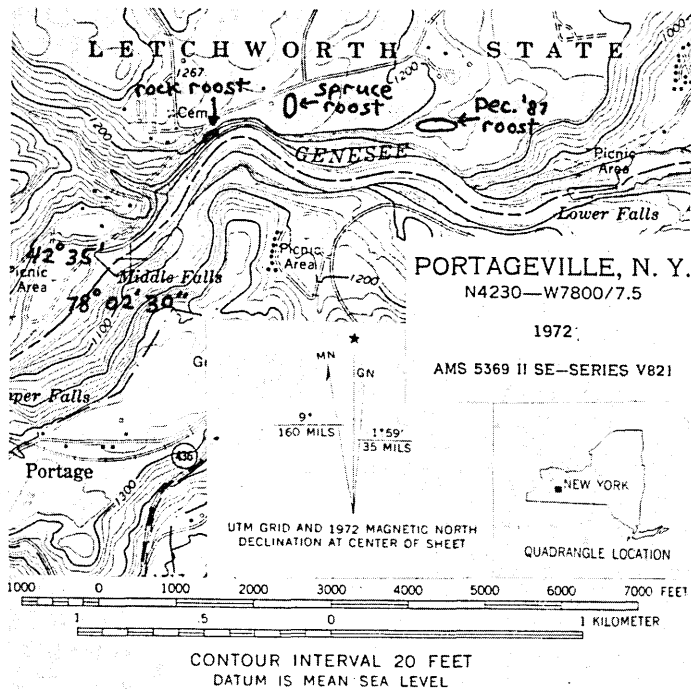 LETCHWORTH STATE
1267
rock roost
Cem
spruce
roost
1200
1000
Dec. '87
roost
1200
GENESEE
Picnic
Area
Lower Falls
42° 35'
Picnic
Area
Middle Falls
78° 02' 30"
1100
Picnic
Area
1200
PORTAGEVILLE, N. Y.
N4230—W7800/7.5
1972
AMS 5369 II SE—SERIES V821
per Falls
Portage
436
1300
MN
GN
9°
160 MILS
1°59'
35 MILS
UTM GRID AND 1972 MAGNETIC NORTH
DECLINATION AT CENTER OF SHEET
NEW YORK
QUADRANGLE LOCATION
1000 0 1000 2000 3000 4000 5000 6000 7000 FEET
1 .5 0 1 KILOMETER
CONTOUR INTERVAL 20 FEET
DATUM IS MEAN SEA LEVEL